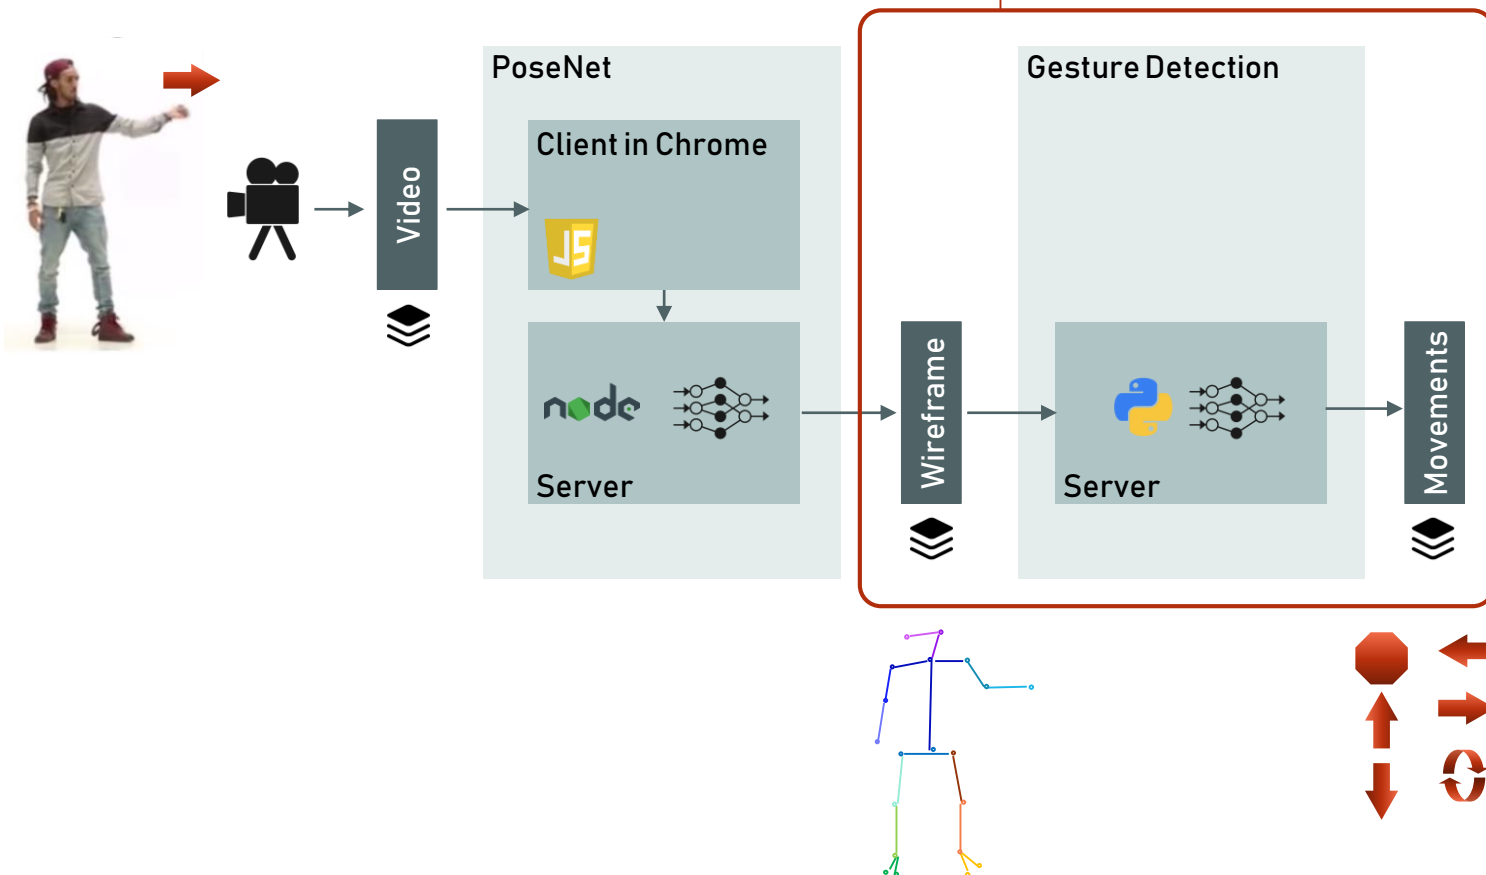 PoseNet
Gesture Detection
Client in Chrome
Video
JS
node
Server
Wireframe
Server
Movements